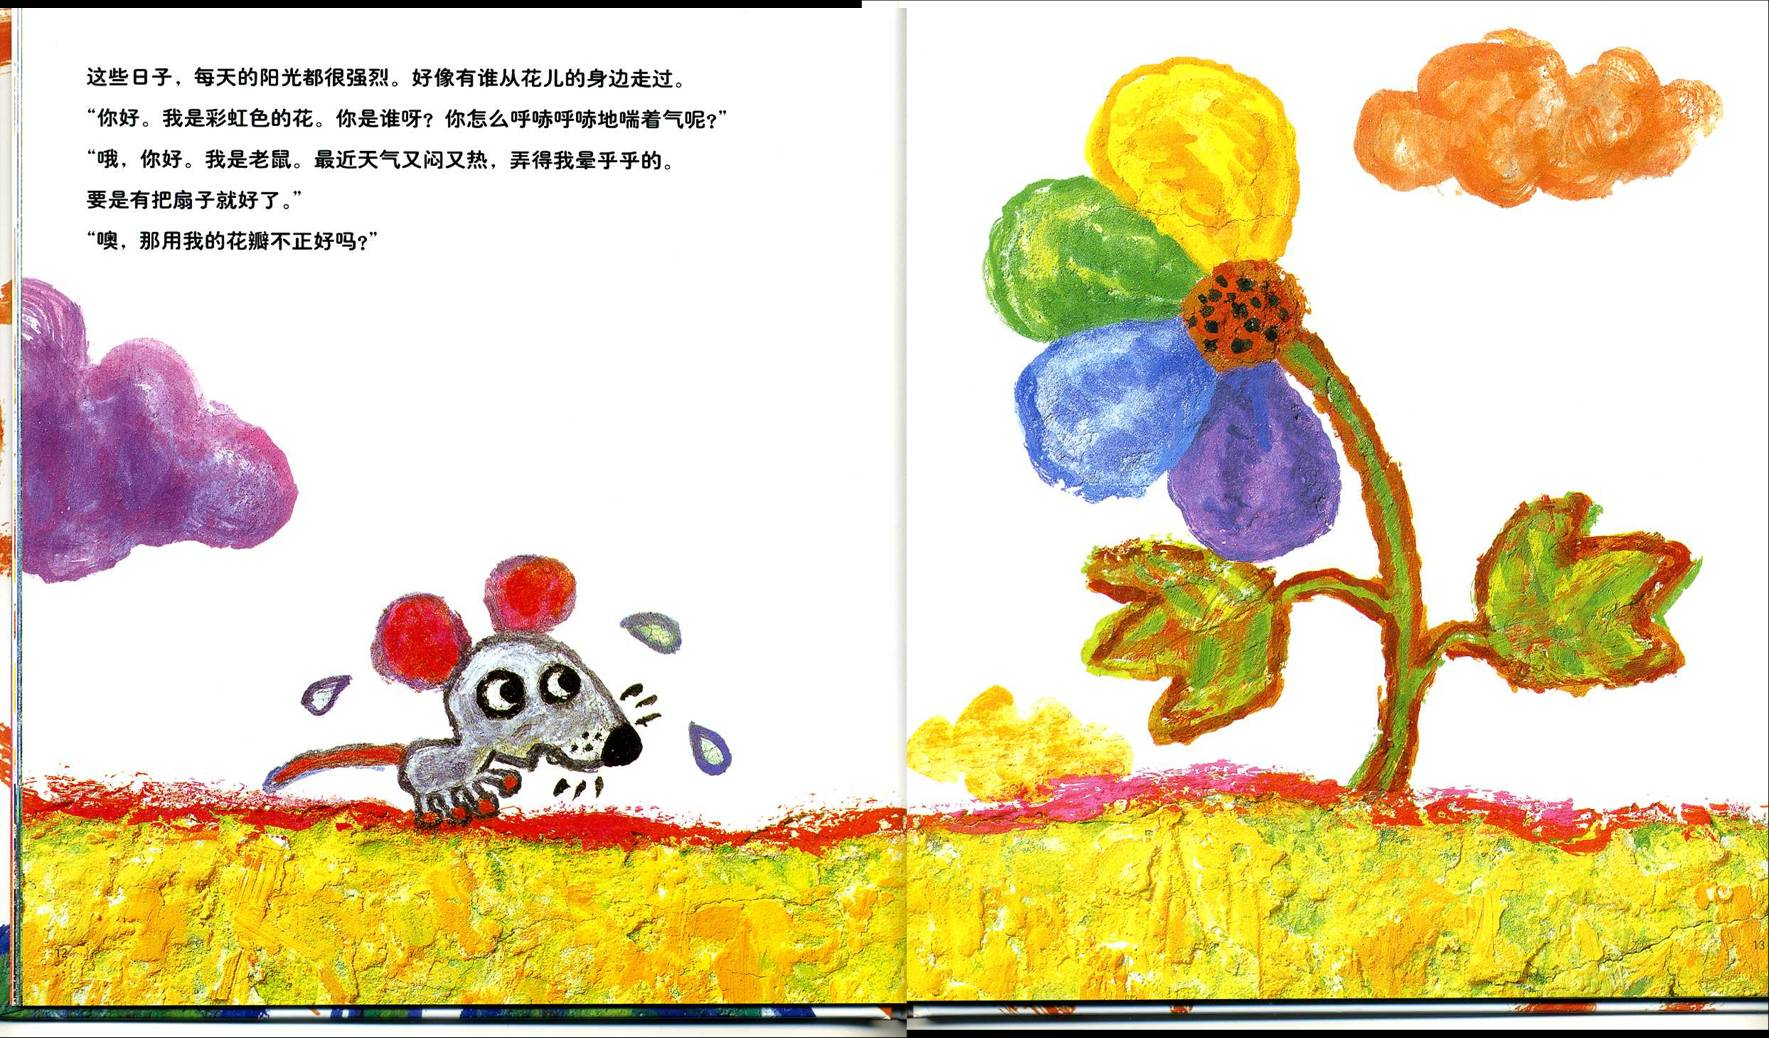 这些日子，每天的阳光都很强烈。好像有谁从花儿的身边走过。
“你好。我是彩虹色的花。你是谁呀？你怎么呼哧呼哧地喘着气呢？”
“哦，你好。我是老鼠。最近天气又闷又热，弄得我晕乎乎的。
要是有把扇子就好了。”
“噢，那用我的花瓣不正好吗？”
12
13